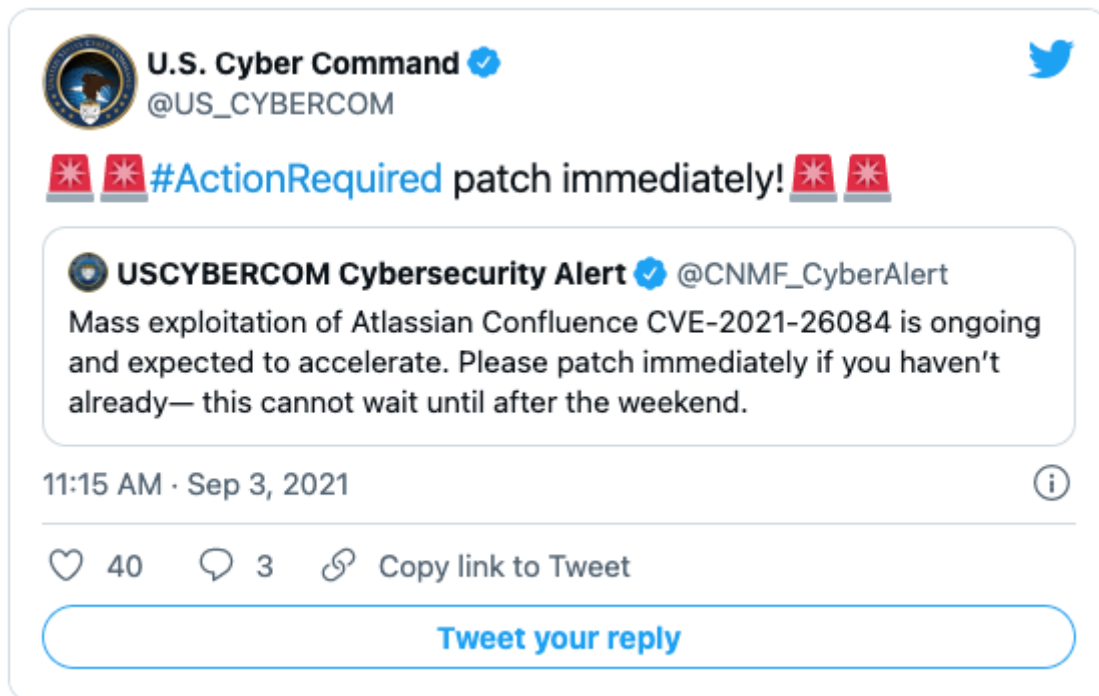 U.S. Cyber Command
@US_CYBERCOM
🚨🚨#ActionRequired patch immediately!🚨🚨
USCYBERCOM Cybersecurity Alert @CNMF_CyberAlert
Mass exploitation of Atlassian Confluence CVE-2021-26084 is ongoing
and expected to accelerate. Please patch immediately if you haven’t
already— this cannot wait until after the weekend.
11:15 AM · Sep 3, 2021
40 3 Copy link to Tweet
Tweet your reply